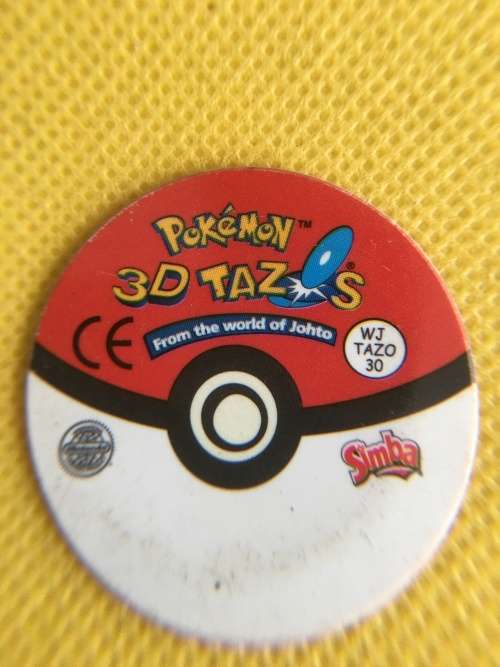 POKéMON™
3D TAZOS®
From the world of Johto
CE
WJ
TAZO
30
Simba